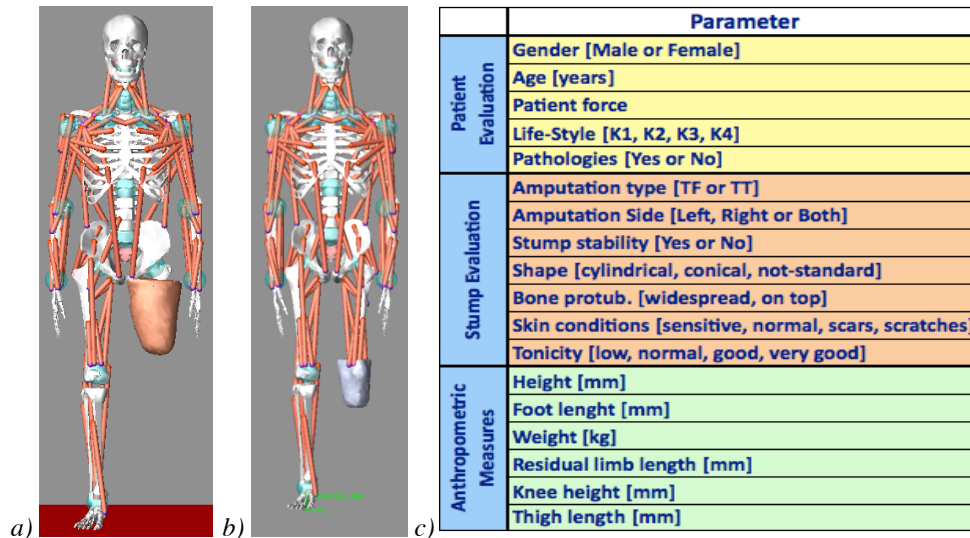 Parameter
Patient
Evaluation
Gender [Male or Female]
Age [years]
Patient force
Life-Style [K1, K2, K3, K4]
Pathologies [Yes or No]
Stump Evaluation
Amputation type [TF or TT]
Amputation Side [Left, Right or Both]
Stump stability [Yes or No]
Shape [cylindrical, conical, not-standard]
Bone protub. [widespread, on top]
Skin conditions [sensitive, normal, scars, scratches]
Tonicity [low, normal, good, very good]
Anthropometric
Measures
Height [mm]
Foot lenght [mm]
Weight [kg]
Residual limb length [mm]
Knee height [mm]
Thigh length [mm]
a)
b)
c)